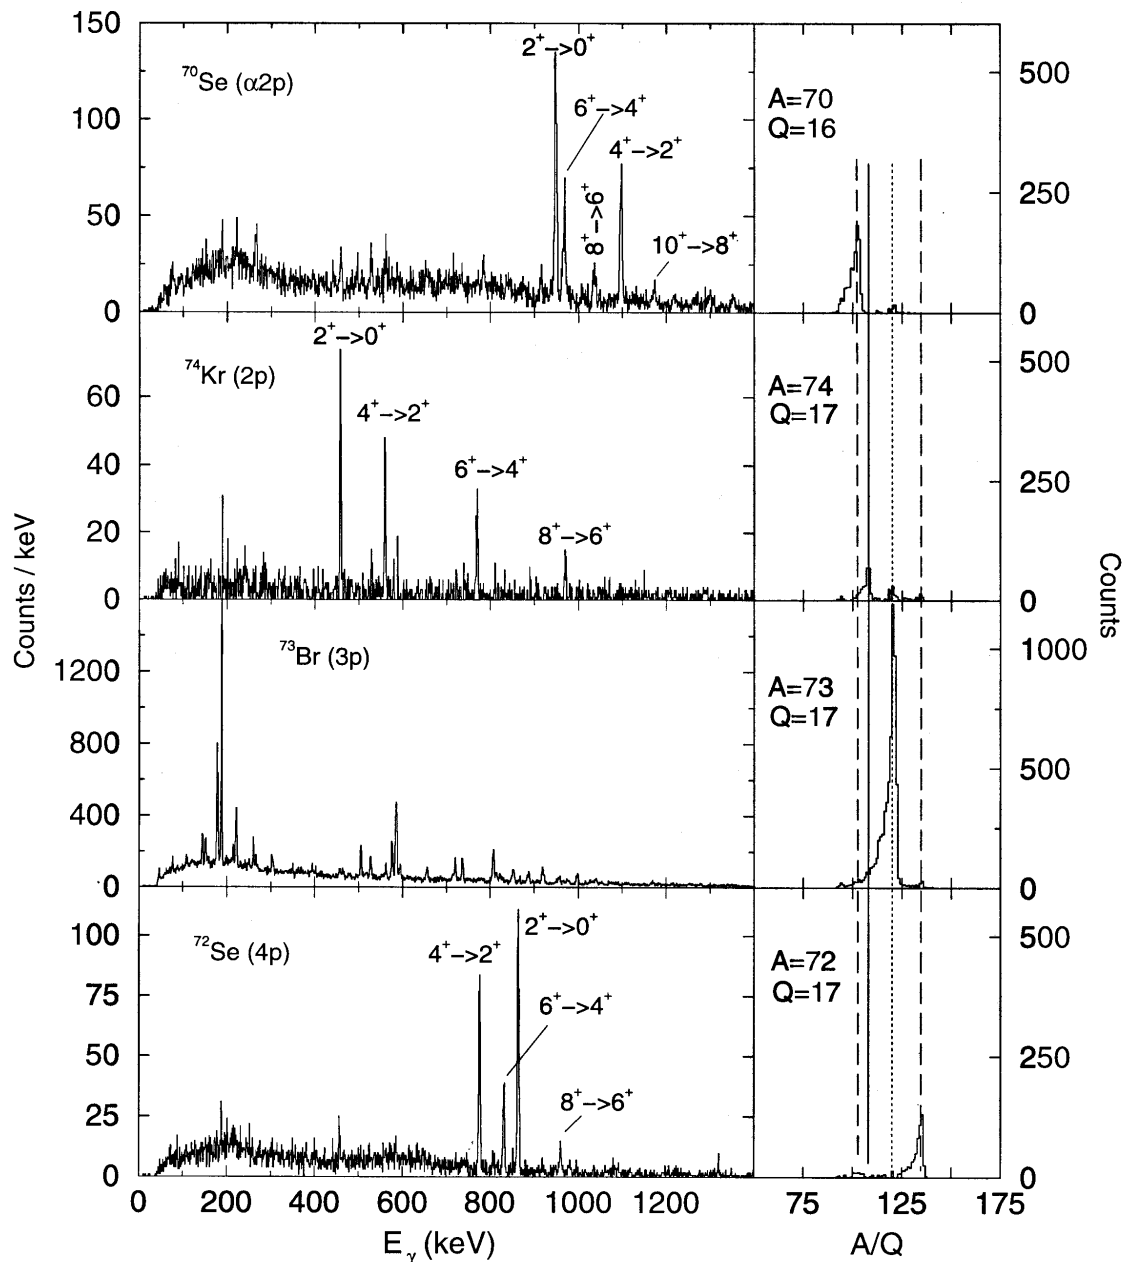 150
100
50
0
⁷⁰Se (α2p)
2⁺−>0⁺
6⁺−>4⁺
4⁺−>2⁺
8⁺−>6⁺
10⁺−>8⁺
A=70
Q=16
500
250
0
60
40
20
0
⁷⁴Kr (2p)
2⁺−>0⁺
4⁺−>2⁺
6⁺−>4⁺
8⁺−>6⁺
A=74
Q=17
500
250
0
Counts / keV
Counts
1200
800
400
0
⁷³Br (3p)
A=73
Q=17
1000
500
0
100
75
50
25
0
⁷²Se (4p)
4⁺−>2⁺
2⁺−>0⁺
6⁺−>4⁺
8⁺−>6⁺
A=72
Q=17
500
250
0
0 200 400 600 800 1000 1200
75 125 175
Eγ (keV)
A/Q